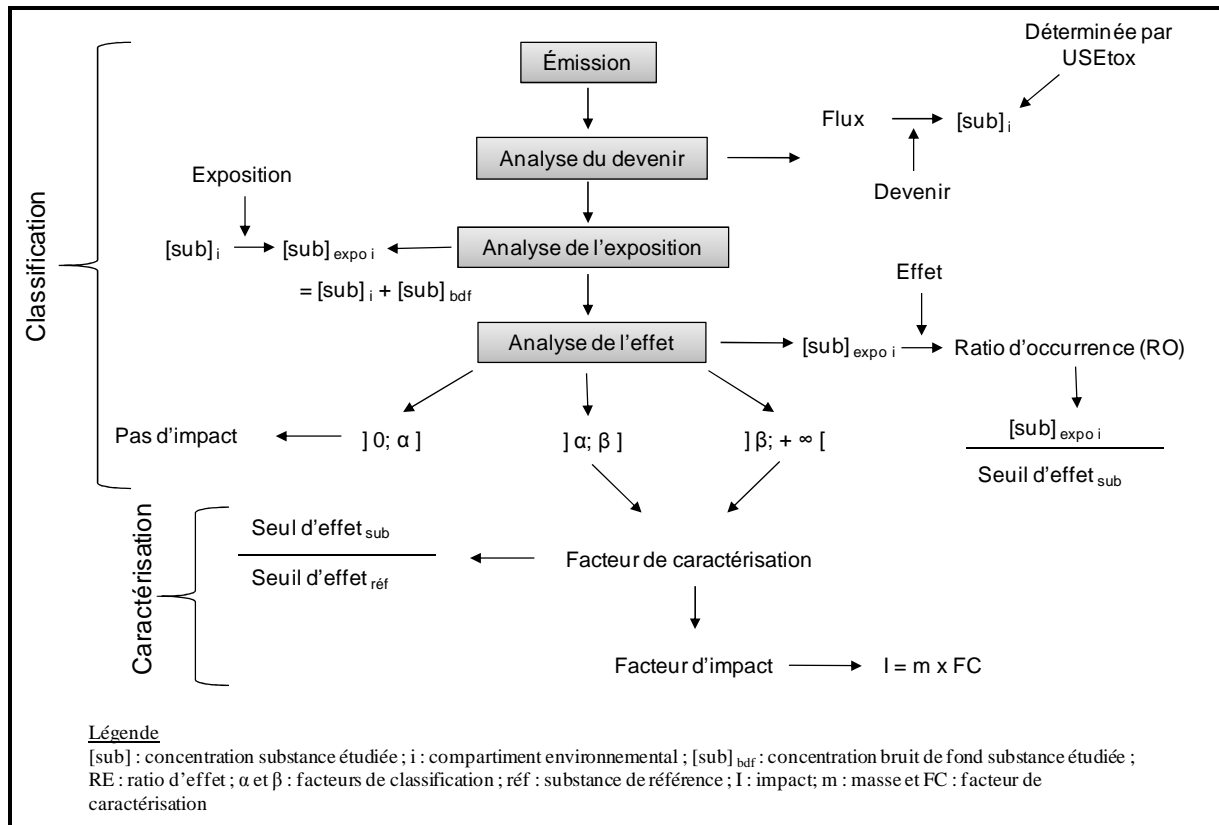 Émission
Déterminée par
USEtox
Flux
[sub] i
Analyse du devenir
Devenir
Exposition
[sub] i
[sub] expo i
Analyse de l'exposition
= [sub] i + [sub] bdf
Effet
Analyse de l'effet
[sub] expo i
Ratio d'occurrence (RO)
Classification
Pas d'impact
] 0; α ]
] α; β ]
] β; + ∞ [
[sub] expo i
Seuil d'effet sub
Caractérisation
Seul d'effet sub
Seuil d'effet réf
Facteur de caractérisation
Facteur d'impact
I = m x FC
Légende
[sub] : concentration substance étudiée ; i : compartiment environnemental ; [sub] bdf : concentration bruit de fond substance étudiée ;
RE : ratio d'effet ; α et β : facteurs de classification ; réf : substance de référence ; I : impact; m : masse et FC : facteur de
caractérisation